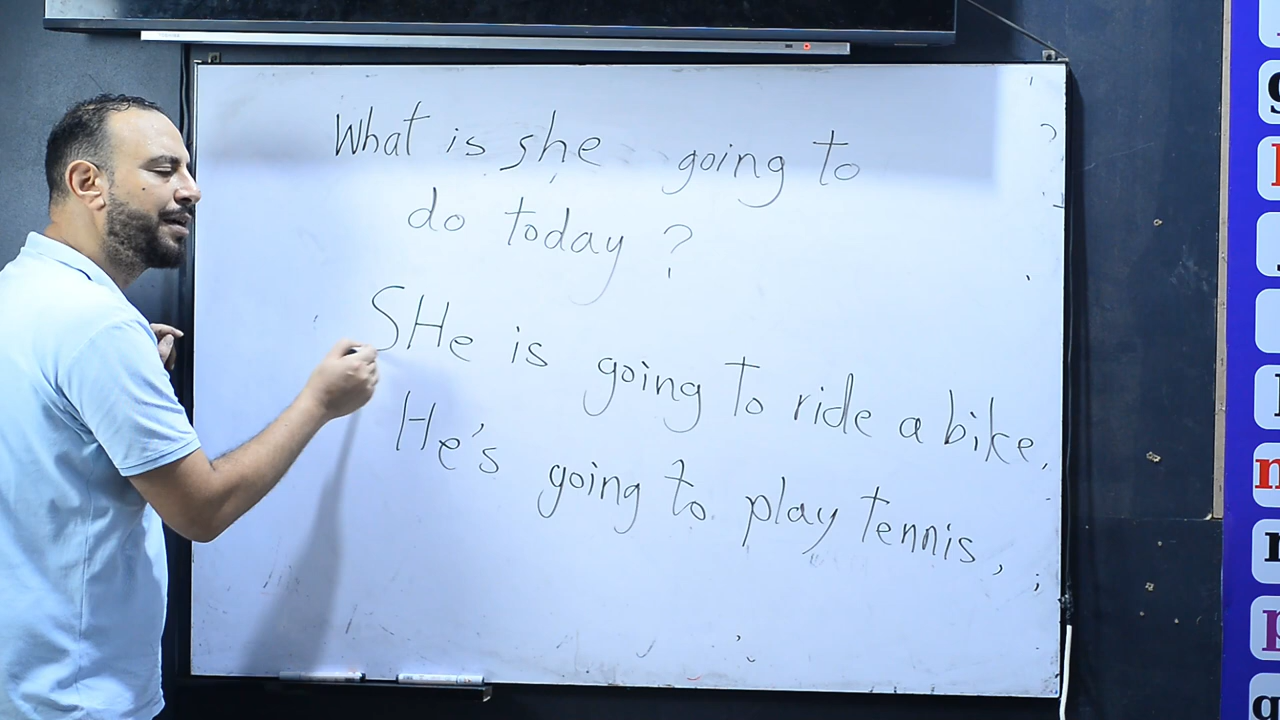 What is she going to
do today ?
SHe is going to ride a bike.
He's going to play tennis,
g
n
p
q